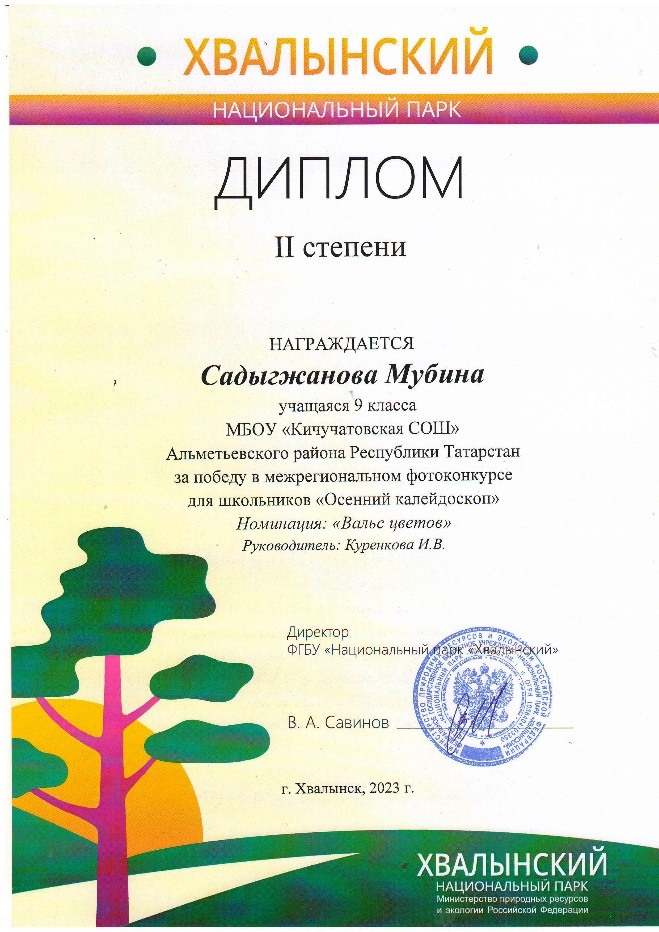 ХВАЛЫНСКИЙ
НАЦИОНАЛЬНЫЙ ПАРК
ДИПЛОМ
II степени
НАГРАЖДАЕТСЯ
Садыгжанова Мубина
учащаяся 9 класса
МБОУ «Кичучатовская СОШ»
Альметьевского района Республики Татарстан
за победу в межрегиональном фотоконкурсе
для школьников «Осенний калейдоскоп»
Номинация: «Вальс цветов»
Руководитель: Куренкова И.В.
Директор
ФГБУ «Национальный парк «Хвалынский»
В. А. Савинов
г. Хвалынск, 2023 г.
ХВАЛЫНСКИЙ
НАЦИОНАЛЬНЫЙ ПАРК
Министерство природных ресурсов
и экологии Российской Федерации